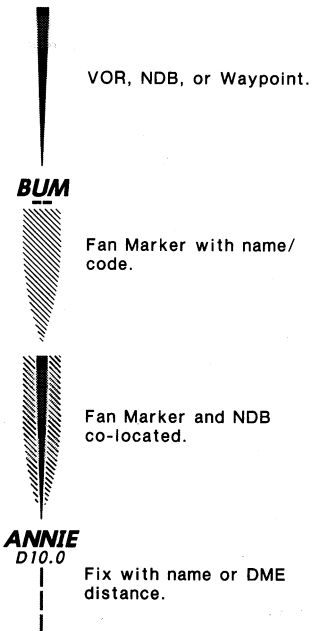 VOR, NDB, or Waypoint.
BUM
Fan Marker with name/
code.
Fan Marker and NDB
co-located.
ANNIE
D10.0
Fix with name or DME
distance.